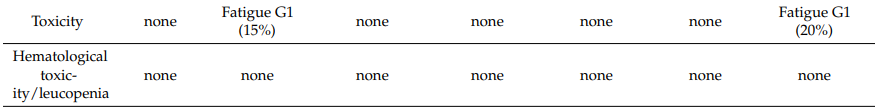 Toxicity none Fatigue G1 (15%) none none none none Fatigue G1 (20%)
Hematological toxic-ity/leucopenia none none none none none none none